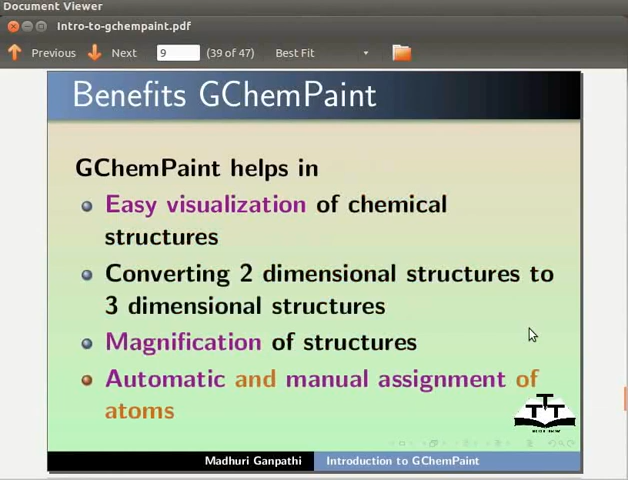 Document Viewer
Intro-to-gchempaint.pdf
Previous Next 9 (39 of 47) Best Fit
Benefits GChemPaint
GChemPaint helps in
Easy visualization of chemical
structures
Converting 2 dimensional structures to
3 dimensional structures
Magnification of structures
Automatic and manual assignment of
atoms
Madhuri Ganpathi Introduction to GChemPaint